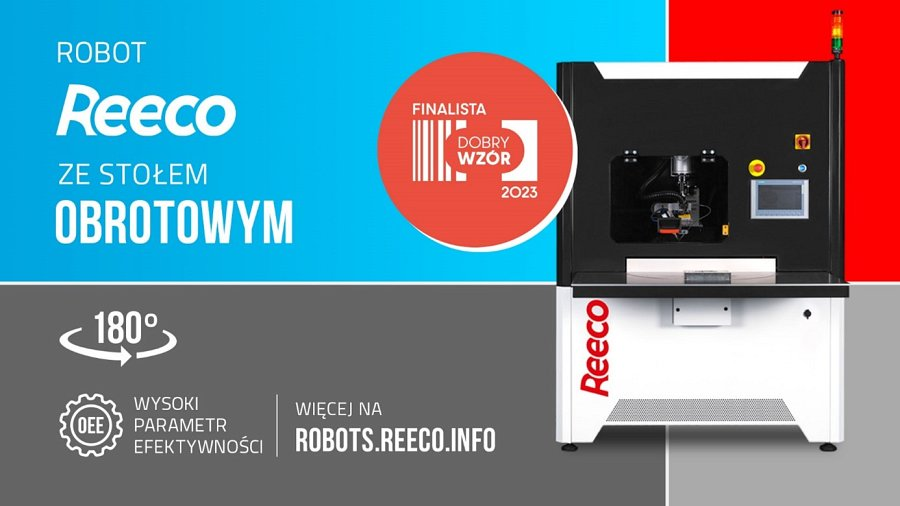 ROBOT
Reeco
ZE STOŁEM
OBROTOWYM
FINALISTA
DOBRY
WZÓR
2023
180º
OEE
WYSOKI
PARAMETR
EFEKTYWNOŚCI
WIĘCEJ NA
ROBOTS.REECO.INFO
Reeco